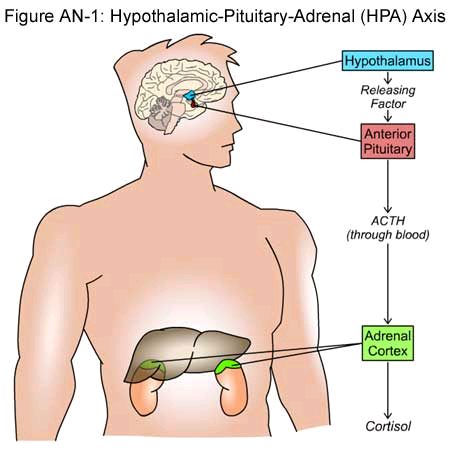 Figure AN-1: Hypothalamic-Pituitary-Adrenal (HPA) Axis
Hypothalamus
Releasing
Factor
Anterior
Pituitary
ACTH
(through blood)
Adrenal
Cortex
Cortisol